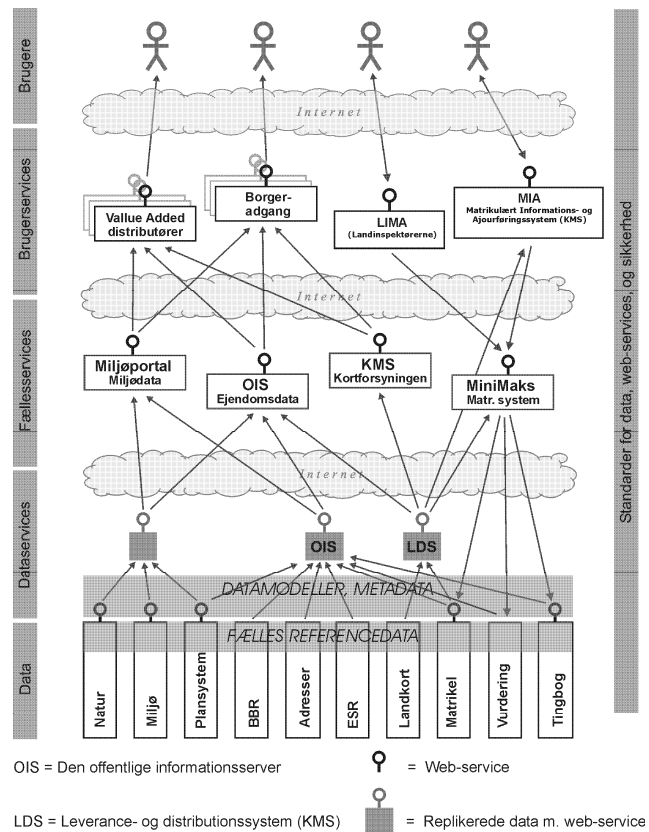 Brugere
Internet
Brugerservices
Vallue Added
distributører
Borger-
adgang
LIMA
(Landinspektørerne)
MIA
Matrikulært Informations- og
Ajourføringssystem (KMS)
Internet
Fællesservices
Miljøportal
Miljødata
OIS
Ejendomsdata
KMS
Kortforsyningen
MiniMaks
Matr. system
Internet
Dataservices
OIS
LDS
DATAMODELLER, METADATA
FÆLLES REFERENCEDATA
Data
Natur
Miljø
Plansystem
BBR
Adresser
ESR
Landkort
Matrikel
Vurdering
Tingbog
Standarder for data, web-services, og sikkerhed
OIS = Den offentlige informationsserver
= Web-service
LDS = Leverance- og distributionssystem (KMS)
= Replikerede data m. web-service